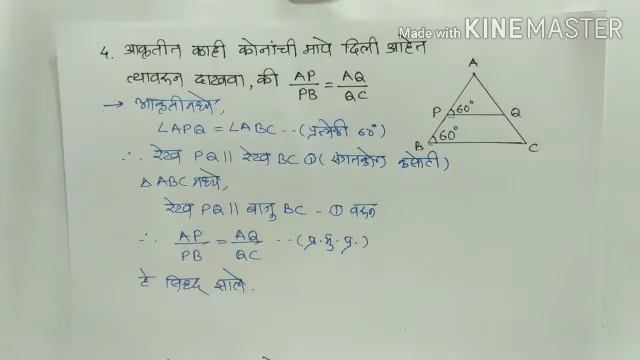 Made with KINEMASTER
4. आकृतीत काही कोनांची मापे दिली आहेत
त्यावरून दाखवा, की AP/PB = AQ/QC
→ आकृतीमध्ये,
∠APQ = ∠ABC ..(प्रत्येकी 60°)
∴ रेख PQ || रेख BC ① (संगतकोन कसोटी)
△ ABC मध्ये,
रेख PQ || बाजू BC - ① वरून
∴ AP/PB = AQ/QC ..(प्र.मु.प्र.)
हे सिध्द झाले.
A
P 60° Q
B 60° C